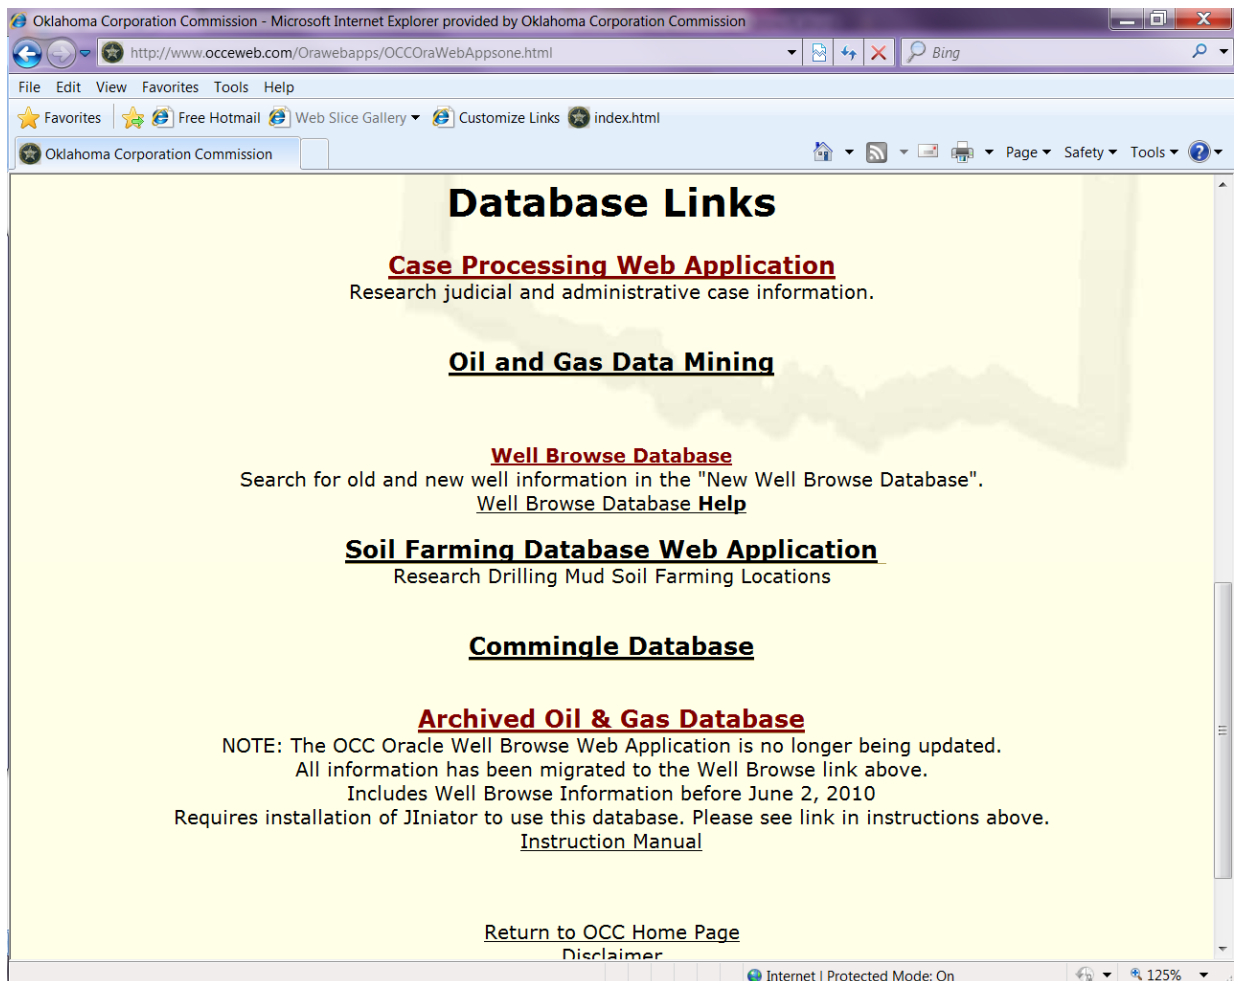 Oklahoma Corporation Commission - Microsoft Internet Explorer provided by Oklahoma Corporation Commission
http://www.occeweb.com/Orawebapps/OCCOraWebAppsone.html
Bing
File Edit View Favorites Tools Help
Favorites Free Hotmail Web Slice Gallery Customize Links index.html
Oklahoma Corporation Commission Page Safety Tools
Database Links
Case Processing Web Application
Research judicial and administrative case information.
Oil and Gas Data Mining
Well Browse Database
Search for old and new well information in the "New Well Browse Database".
Well Browse Database Help
Soil Farming Database Web Application
Research Drilling Mud Soil Farming Locations
Commingle Database
Archived Oil & Gas Database
NOTE: The OCC Oracle Well Browse Web Application is no longer being updated.
All information has been migrated to the Well Browse link above.
Includes Well Browse Information before June 2, 2010
Requires installation of JIniator to use this database. Please see link in instructions above.
Instruction Manual
Return to OCC Home Page
Disclaimer
Internet | Protected Mode: On 125%